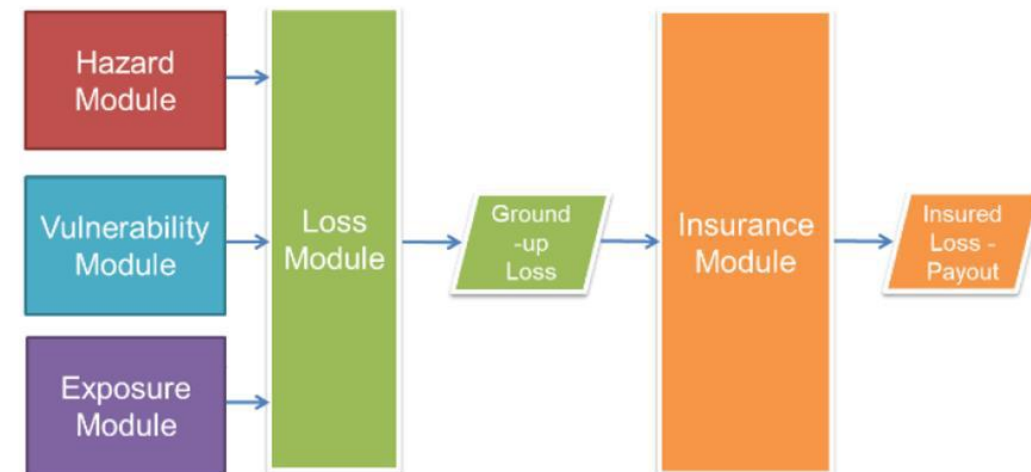 Hazard
Module
Vulnerability
Module
Exposure
Module
Loss
Module
Ground
-up
Loss
Insurance
Module
Insured
Loss -
Payout